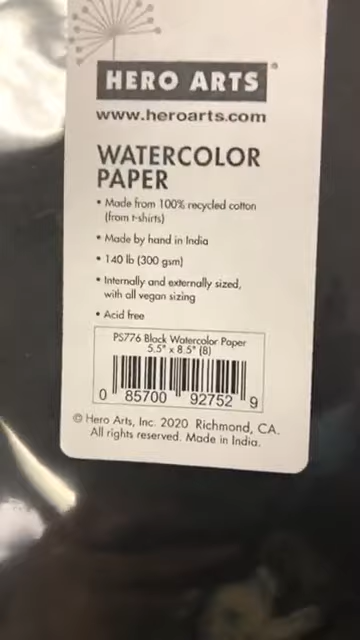 HERO ARTS®
www.heroarts.com
WATERCOLOR
PAPER
• Made from 100% recycled cotton
(from t-shirts)
• Made by hand in India
• 140 lb (300 gsm)
• Internally and externally sized,
with all vegan sizing
• Acid free
PS776 Black Watercolor Paper
5.5" x 8.5" (8)
0 85700 92752 9
© Hero Arts, Inc. 2020 Richmond, CA.
All rights reserved. Made in India.